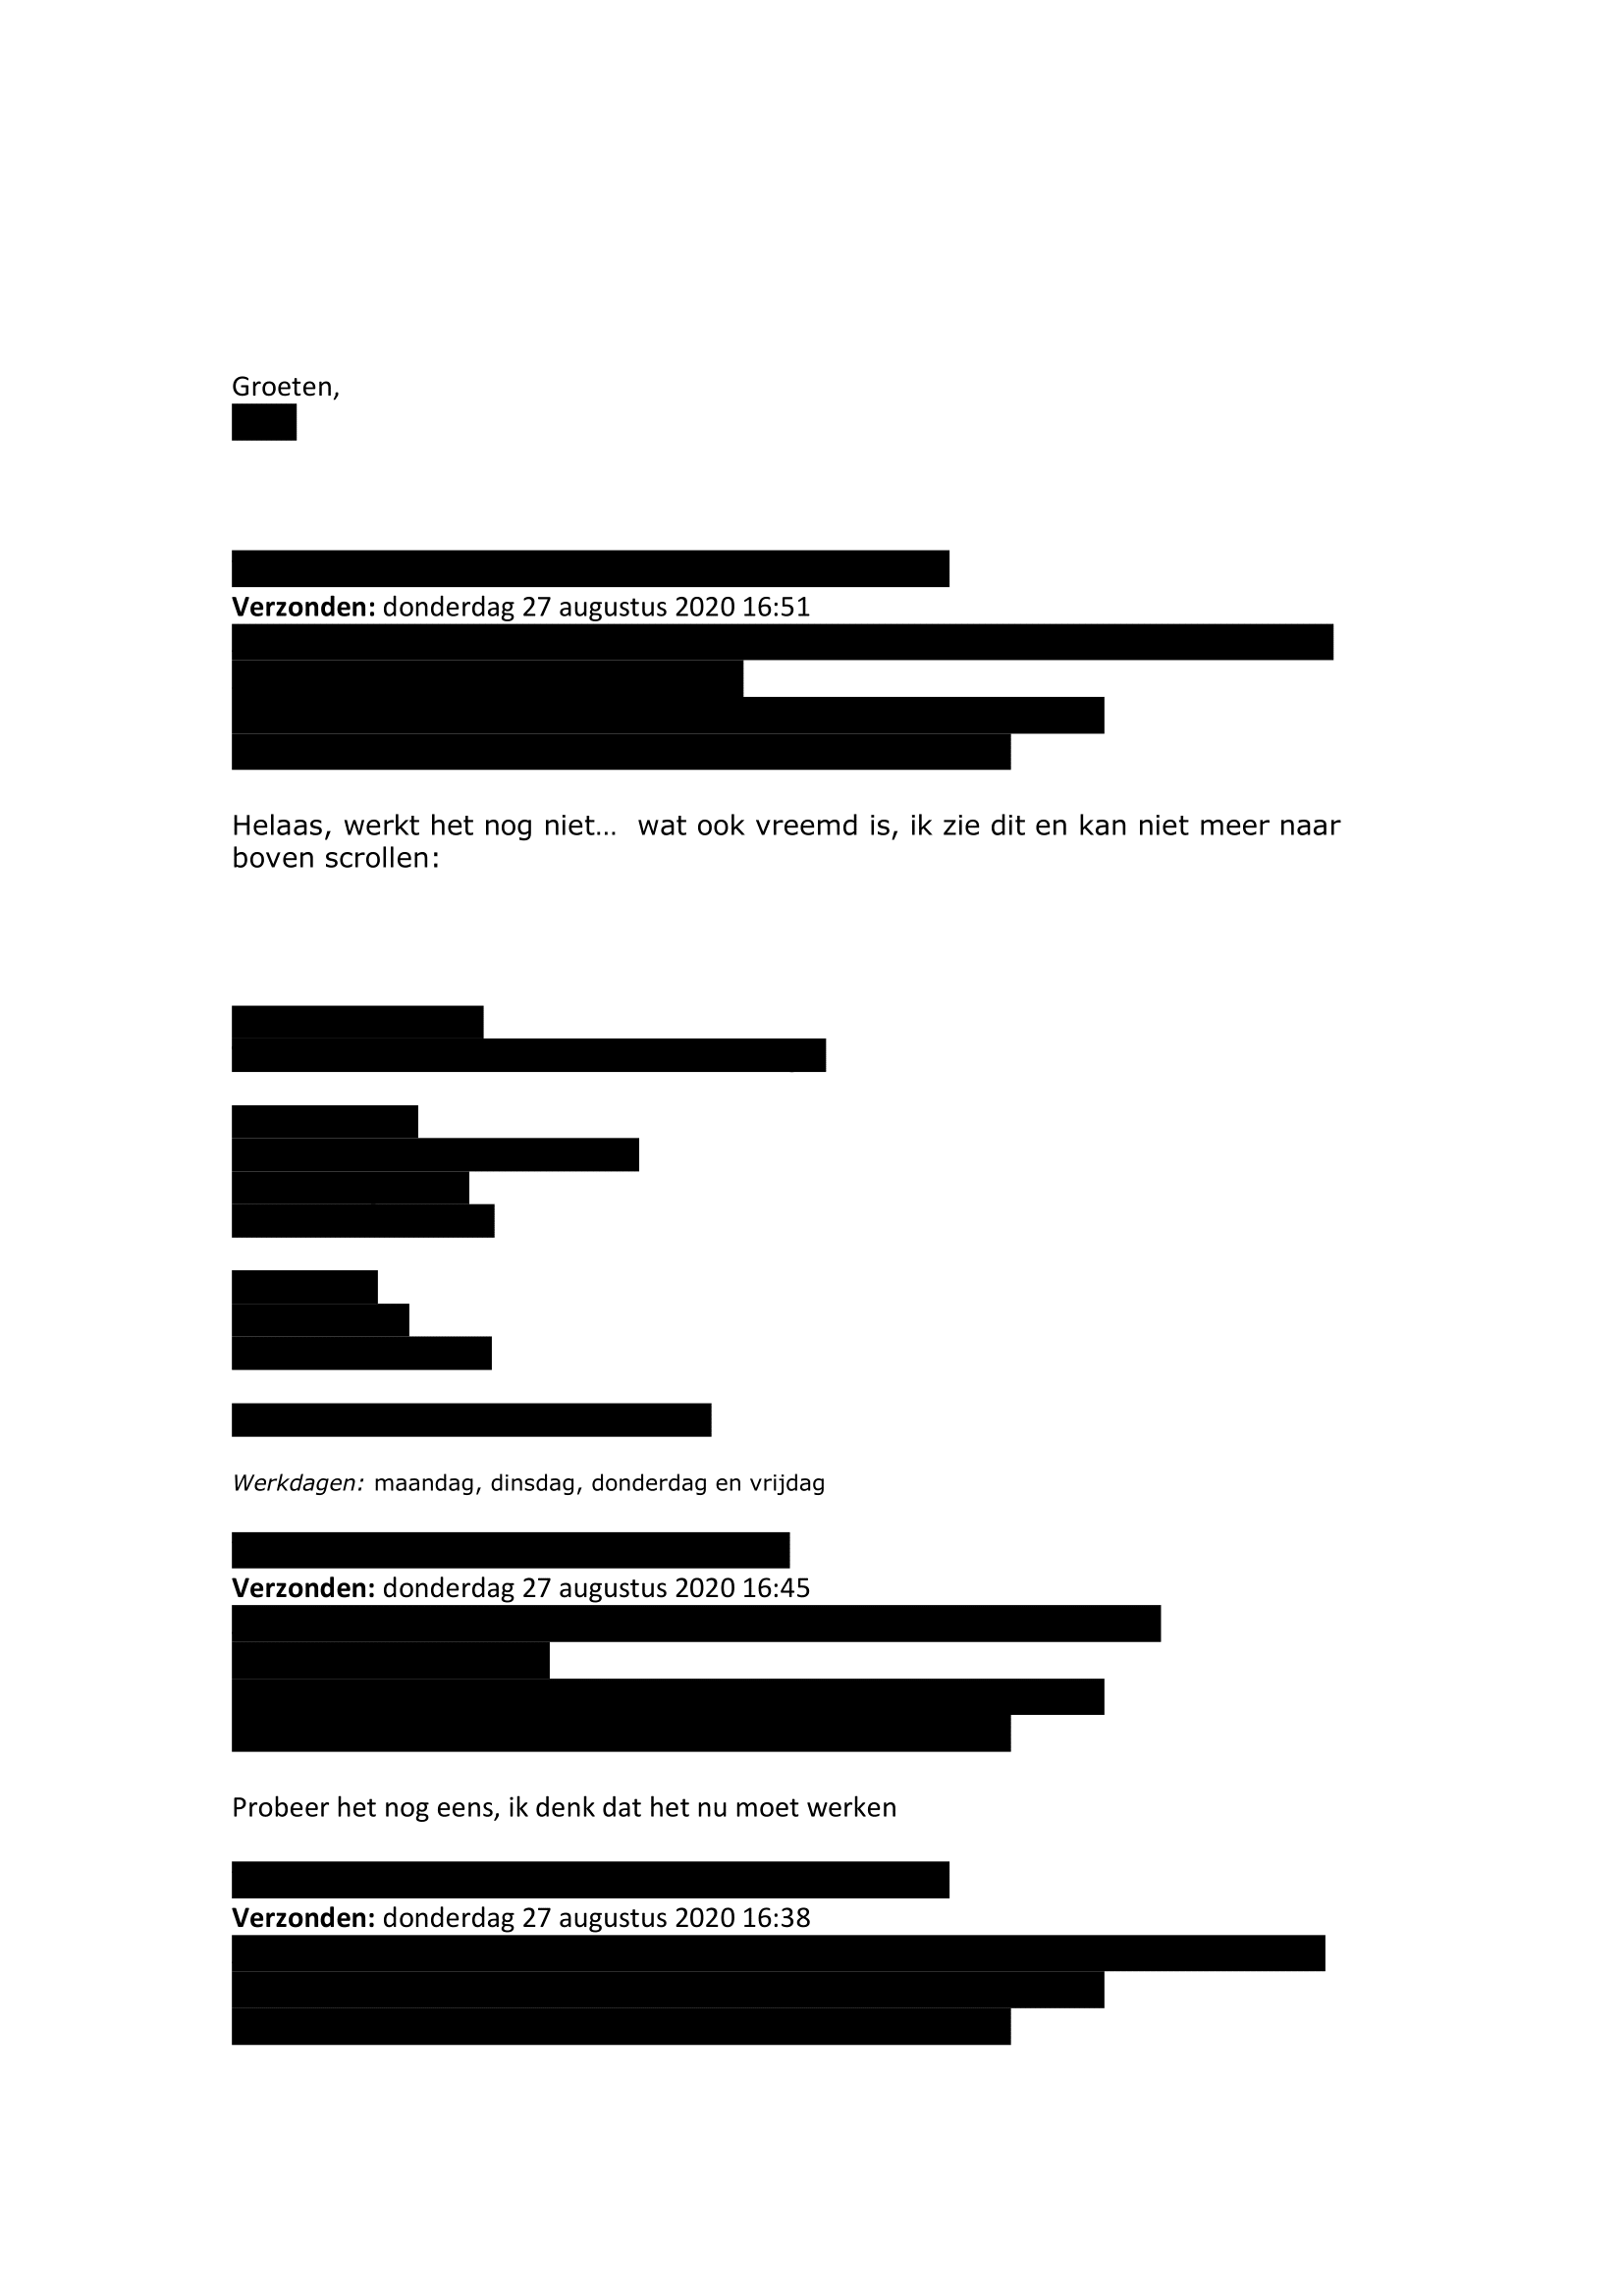 Groeten,
Verzonden: donderdag 27 augustus 2020 16:51
Helaas, werkt het nog niet…  wat ook vreemd is, ik zie dit en kan niet meer naar
boven scrollen:
Werkdagen: maandag, dinsdag, donderdag en vrijdag
Verzonden: donderdag 27 augustus 2020 16:45
Probeer het nog eens, ik denk dat het nu moet werken
Verzonden: donderdag 27 augustus 2020 16:38